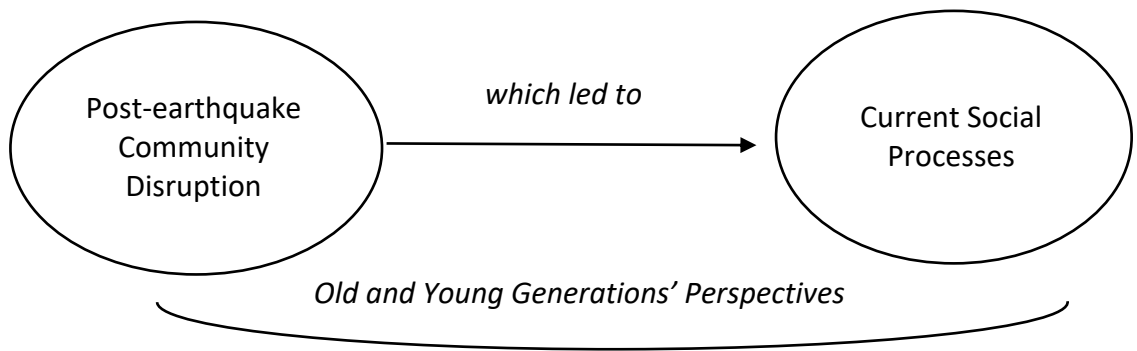 Post-earthquake
Community
Disruption
which led to
Current Social
Processes
Old and Young Generations’ Perspectives